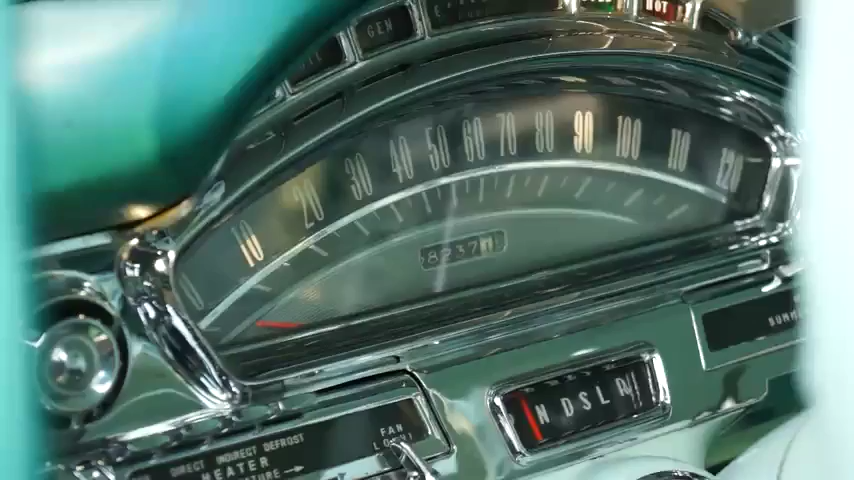 GEN
HOT
0 10 20 30 40 50 60 70 80 90 100 110 120
8237
N D S L R
FAN
DIRECT INDIRECT DEFROST
HEATER